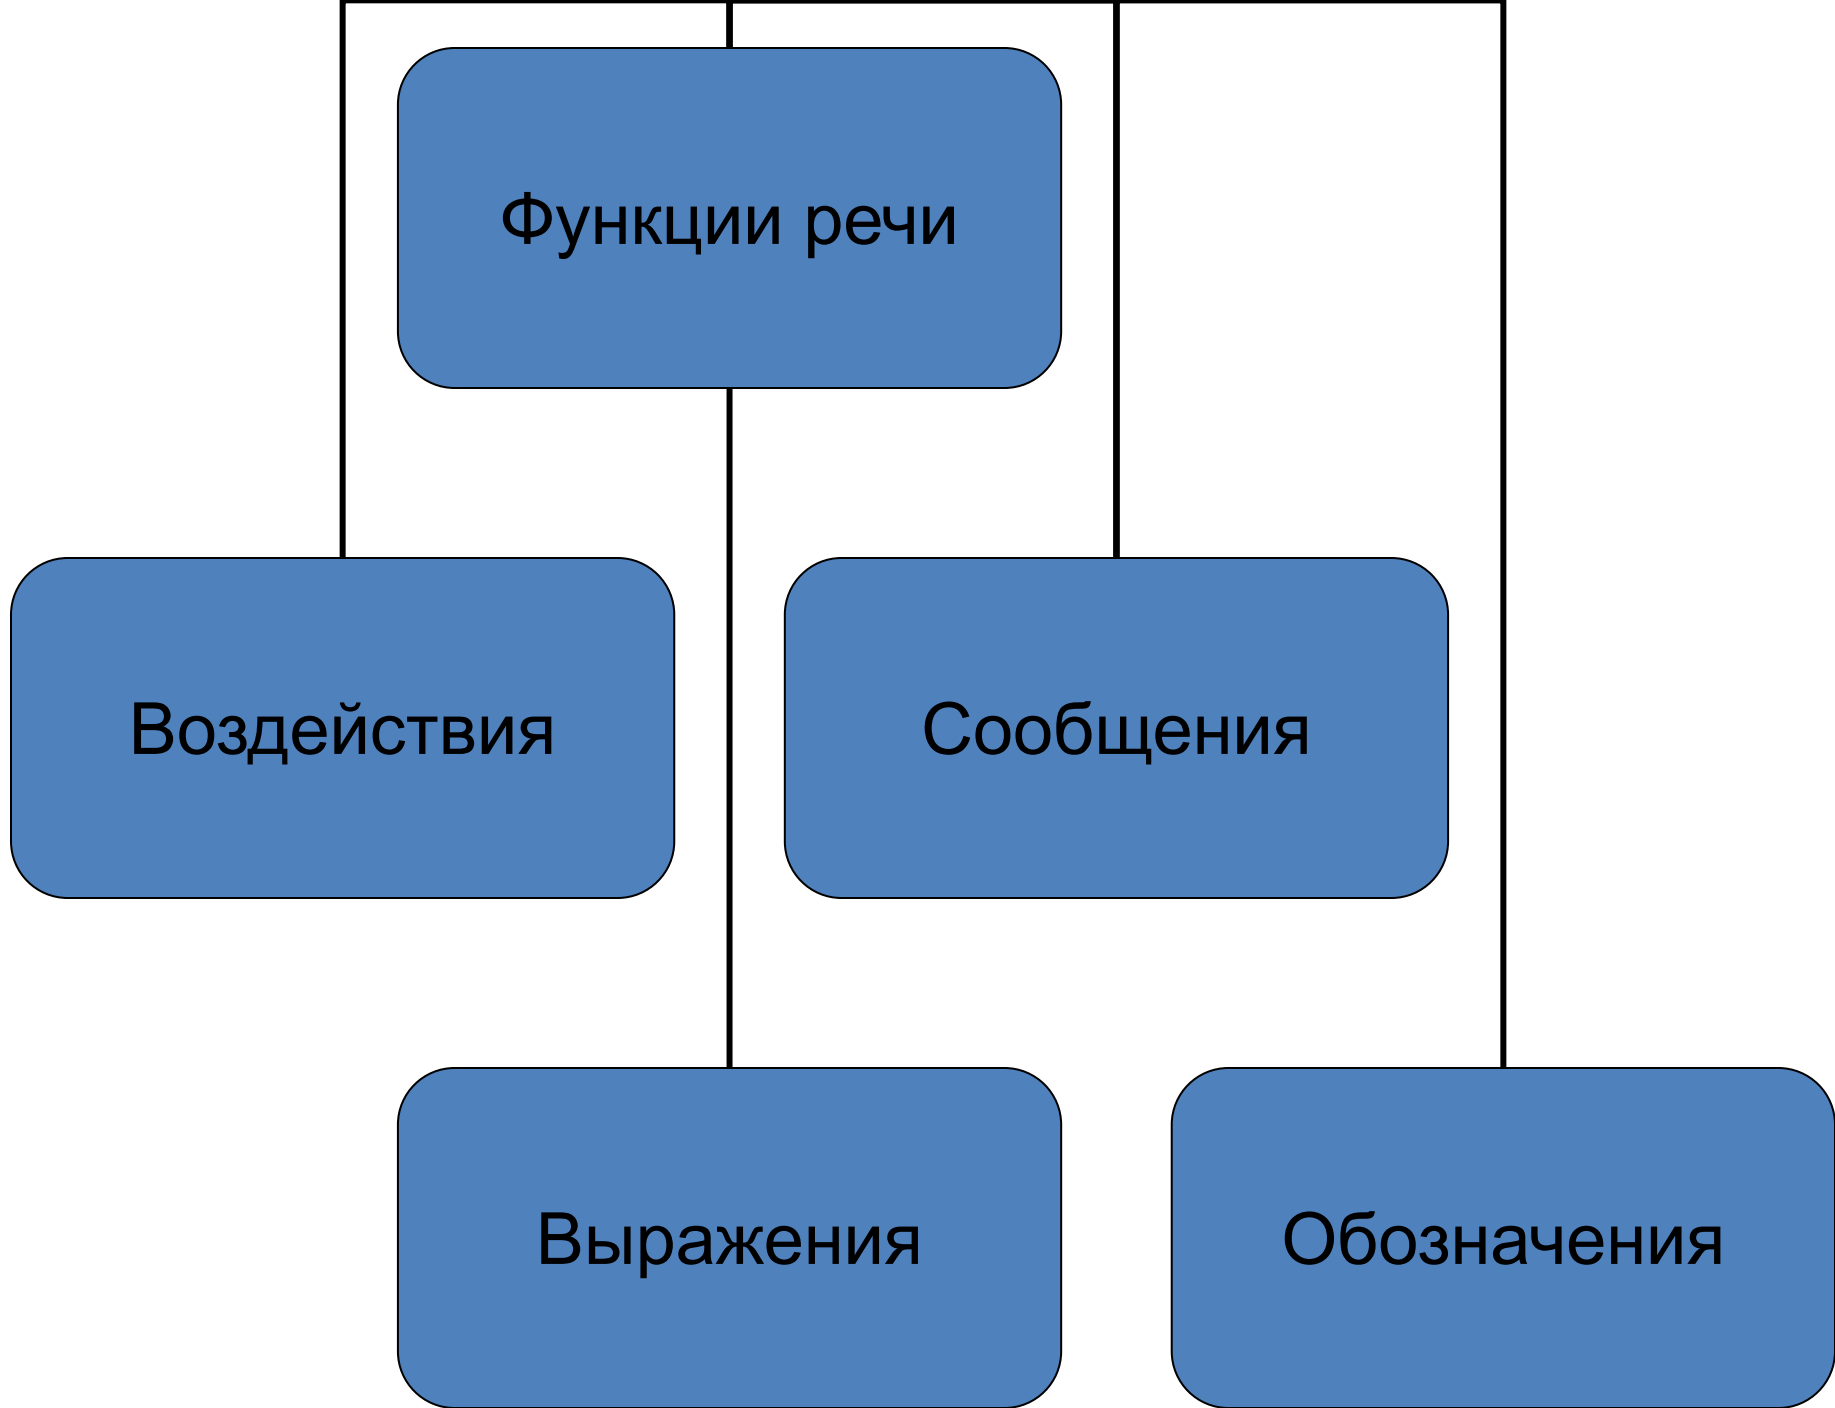 Функции речи
Воздействия
Сообщения
Выражения
Обозначения